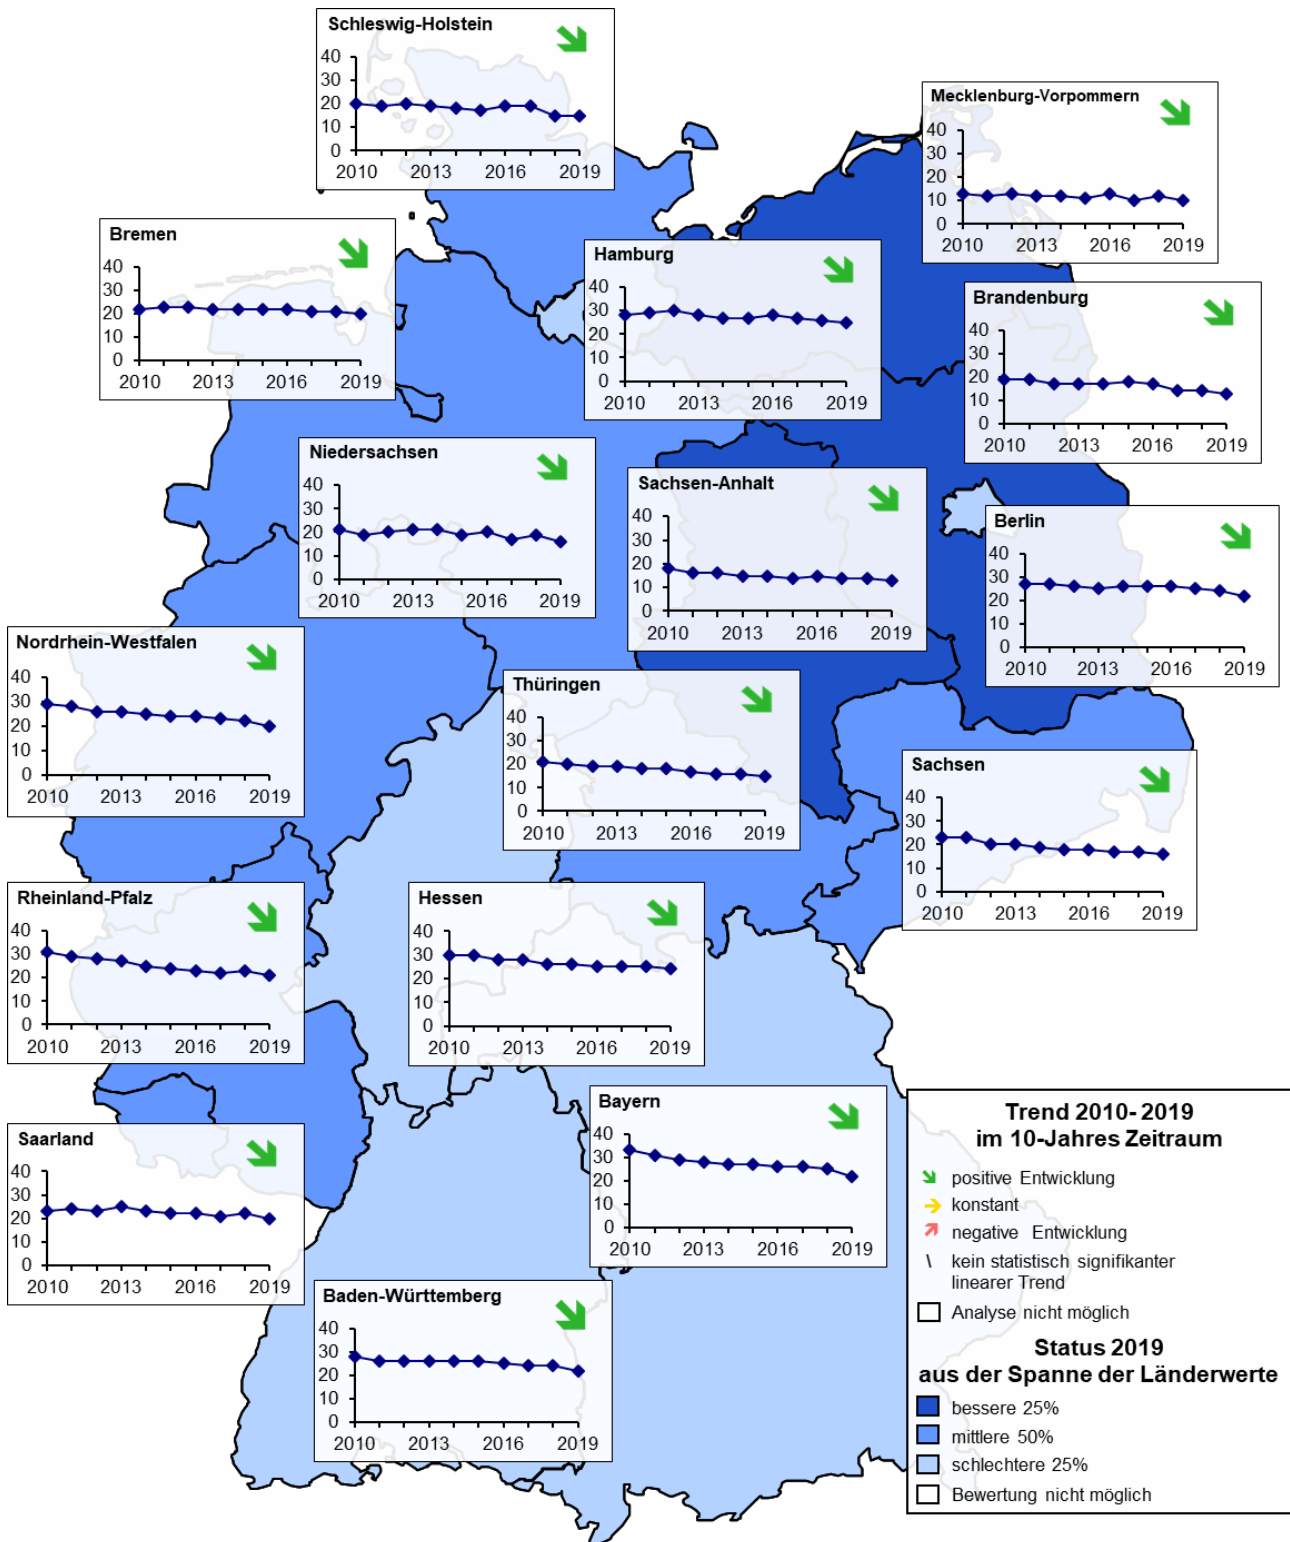 Schleswig-Holstein
40
30
20
10
0
2010 2013 2016 2019
Mecklenburg-Vorpommern
40
30
20
10
0
2010 2013 2016 2019
Bremen
40
30
20
10
0
2010 2013 2016 2019
Hamburg
40
30
20
10
0
2010 2013 2016 2019
Brandenburg
40
30
20
10
0
2010 2013 2016 2019
Niedersachsen
40
30
20
10
0
2010 2013 2016 2019
Sachsen-Anhalt
40
30
20
10
0
2010 2013 2016 2019
Berlin
40
30
20
10
0
2010 2013 2016 2019
Nordrhein-Westfalen
40
30
20
10
0
2010 2013 2016 2019
Thüringen
40
30
20
10
0
2010 2013 2016 2019
Sachsen
40
30
20
10
0
2010 2013 2016 2019
Rheinland-Pfalz
40
30
20
10
0
2010 2013 2016 2019
Hessen
40
30
20
10
0
2010 2013 2016 2019
Bayern
40
30
20
10
0
2010 2013 2016 2019
Saarland
40
30
20
10
0
2010 2013 2016 2019
Baden-Württemberg
40
30
20
10
0
2010 2013 2016 2019
Trend 2010-2019
im 10-Jahres Zeitraum
positive Entwicklung
konstant
negative Entwicklung
\ kein statistisch signifikanter
linearer Trend
Analyse nicht möglich
Status 2019
aus der Spanne der Länderwerte
bessere 25%
mittlere 50%
schlechtere 25%
Bewertung nicht möglich